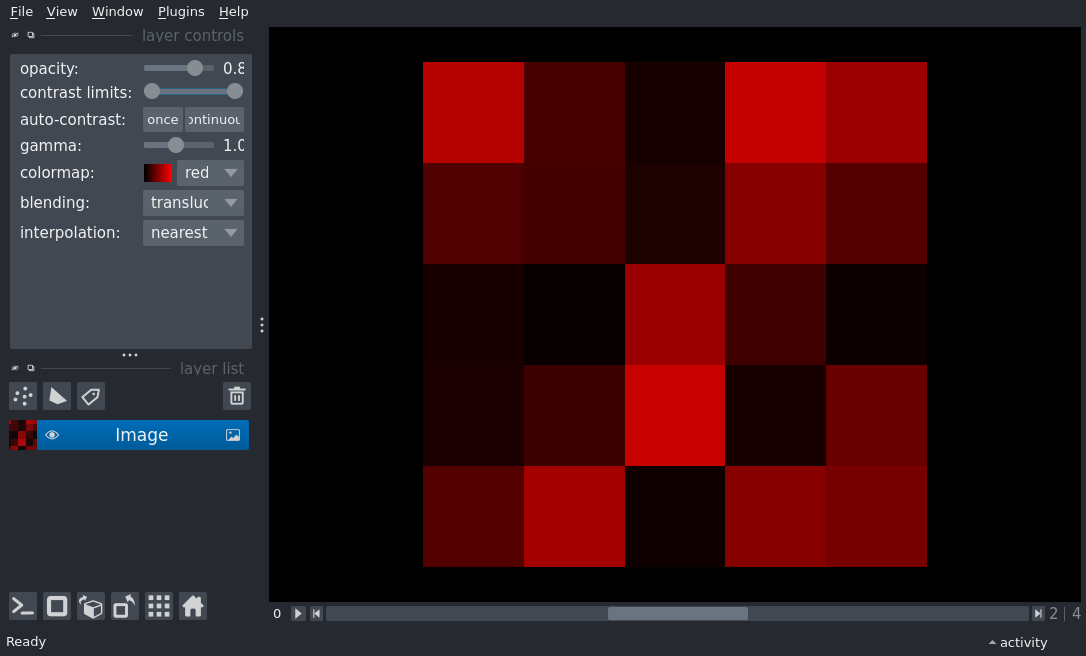 File View Window Plugins Help
layer controls
opacity: 0.8
contrast limits:
auto-contrast: once ontinuou
gamma: 1.0
colormap: red
blending: transluc
interpolation: nearest
layer list
Image
0 2 | 4
Ready activity